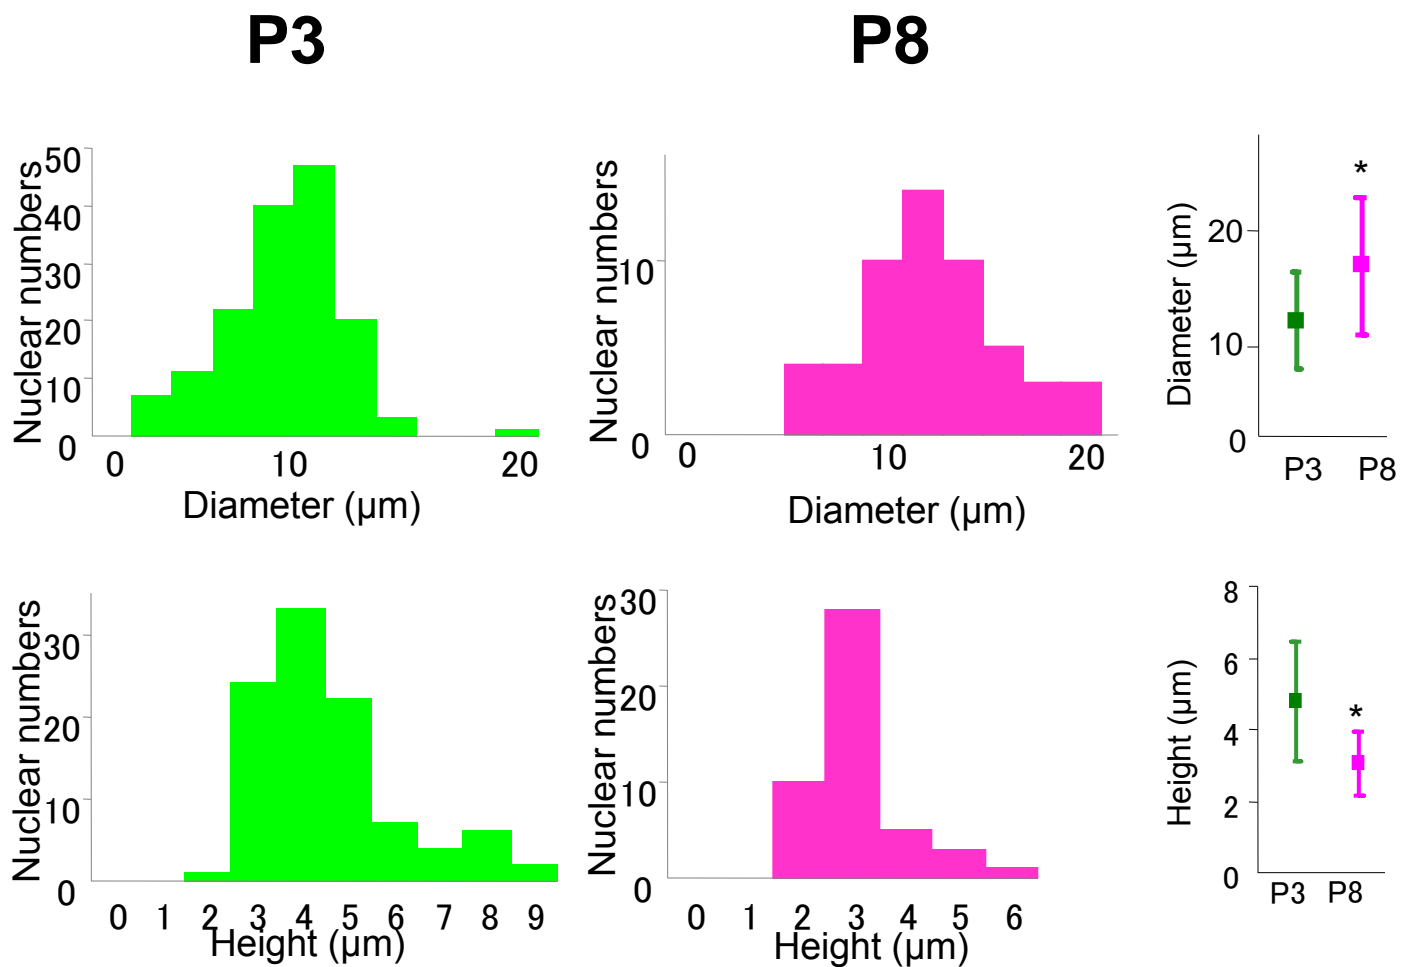 P3
P8
Nuclear numbers
50
40
30
20
10
0
0 10 20
Diameter (μm)
Nuclear numbers
10
0
0 10 20
Diameter (μm)
Diameter (μm)
20
10
0
*
P3 P8
Nuclear numbers
30
20
10
0
0 1 2 3 4 5 6 7 8 9
Height (μm)
Nuclear numbers
30
20
10
0
0 1 2 3 4 5 6
Height (μm)
Height (μm)
8
6
4
2
0
*
P3 P8